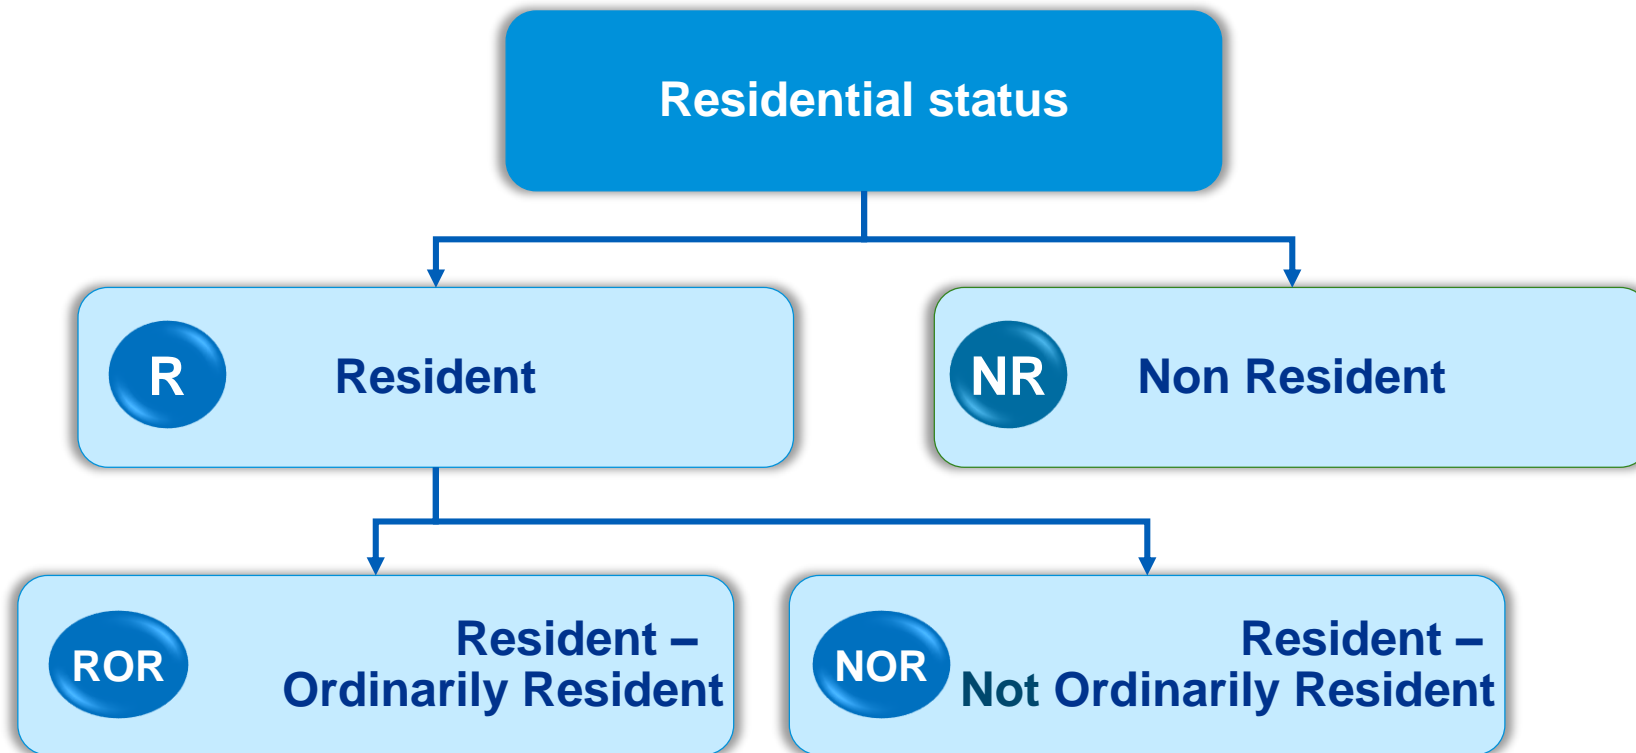 Residential status
R
Resident
NR
Non Resident
ROR
Resident –
Ordinarily Resident
NOR
Resident –
Not Ordinarily Resident